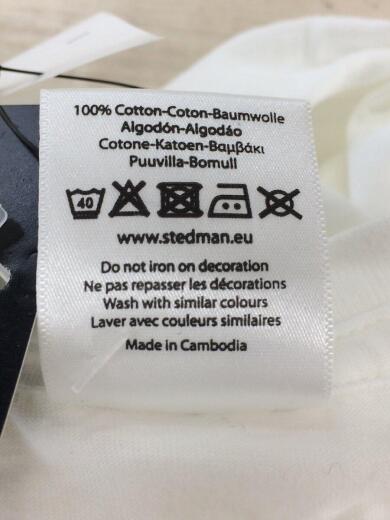 100% Cotton-Coton-Baumwolle
Algodón-Algodáo
Cotone-Katoen-Βαμβάκι
Puuvilla-Bomull
40
www.stedman.eu
Do not iron on decoration
Ne pas repasser les décorations
Wash with similar colours
Laver avec couleurs similaires
Made in Cambodia